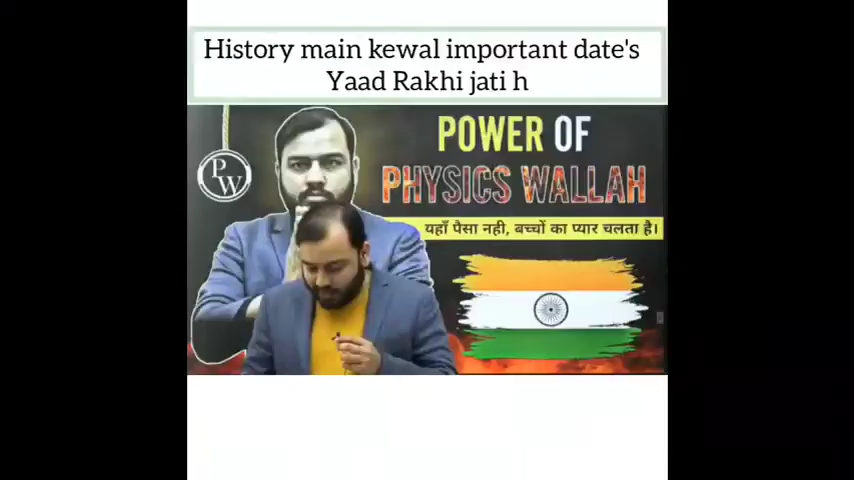 History main kewal important date's
Yaad Rakhi jati h
POWER OF
PHYSICS WALLAH
PW
यहाँ पैसा नही, बच्चों का प्यार चलता है।